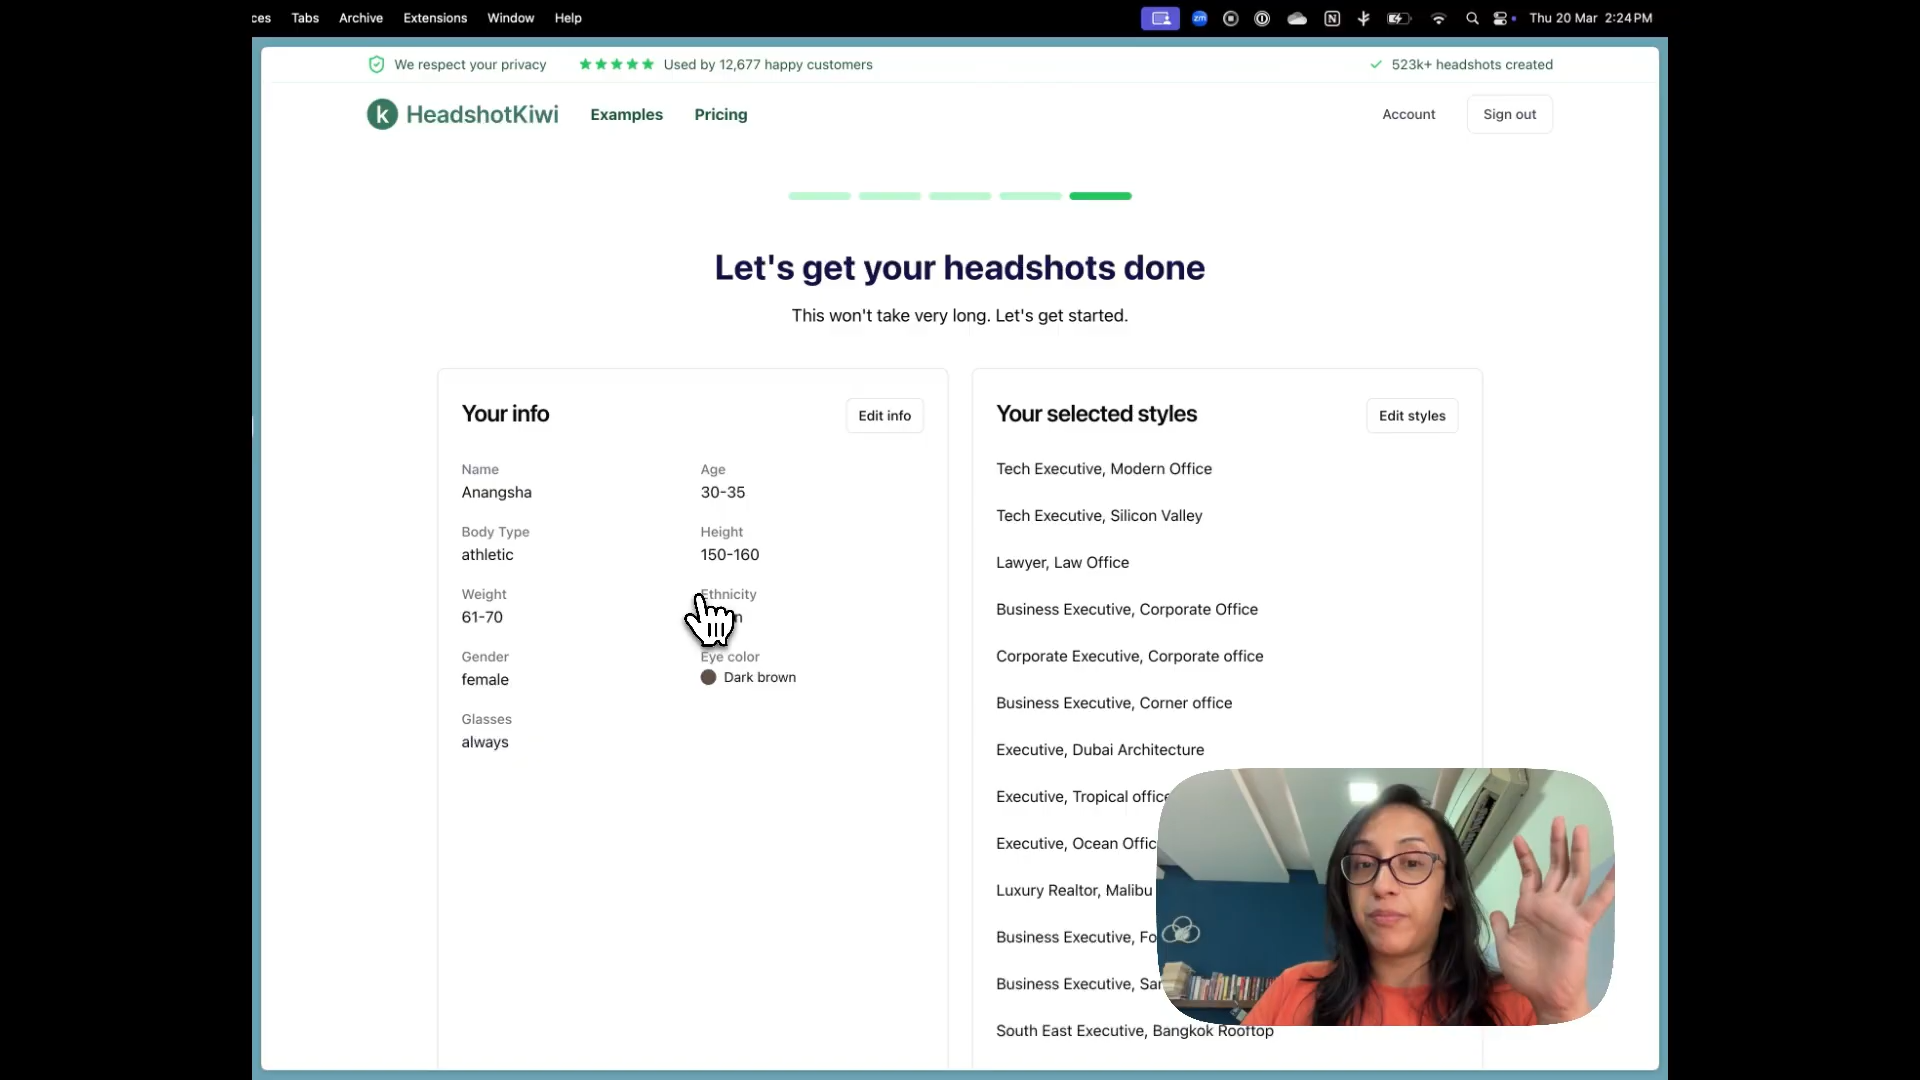 ces Tabs Archive Extensions Window Help
zm
N
Thu 20 Mar 2:24 PM
We respect your privacy
Used by 12,677 happy customers
523k+ headshots created
k HeadshotKiwi
Examples
Pricing
Account
Sign out
Let's get your headshots done
This won't take very long. Let's get started.
Your info
Edit info
Name
Anangsha
Age
30-35
Body Type
athletic
Height
150-160
Weight
61-70
Ethnicity
Gender
female
Eye color
Dark brown
Glasses
always
Your selected styles
Edit styles
Tech Executive, Modern Office
Tech Executive, Silicon Valley
Lawyer, Law Office
Business Executive, Corporate Office
Corporate Executive, Corporate office
Business Executive, Corner office
Executive, Dubai Architecture
Executive, Tropical office
Executive, Ocean Offic
Luxury Realtor, Malibu
Business Executive, Fo
Business Executive, Sar
South East Executive, Bangkok Rooftop